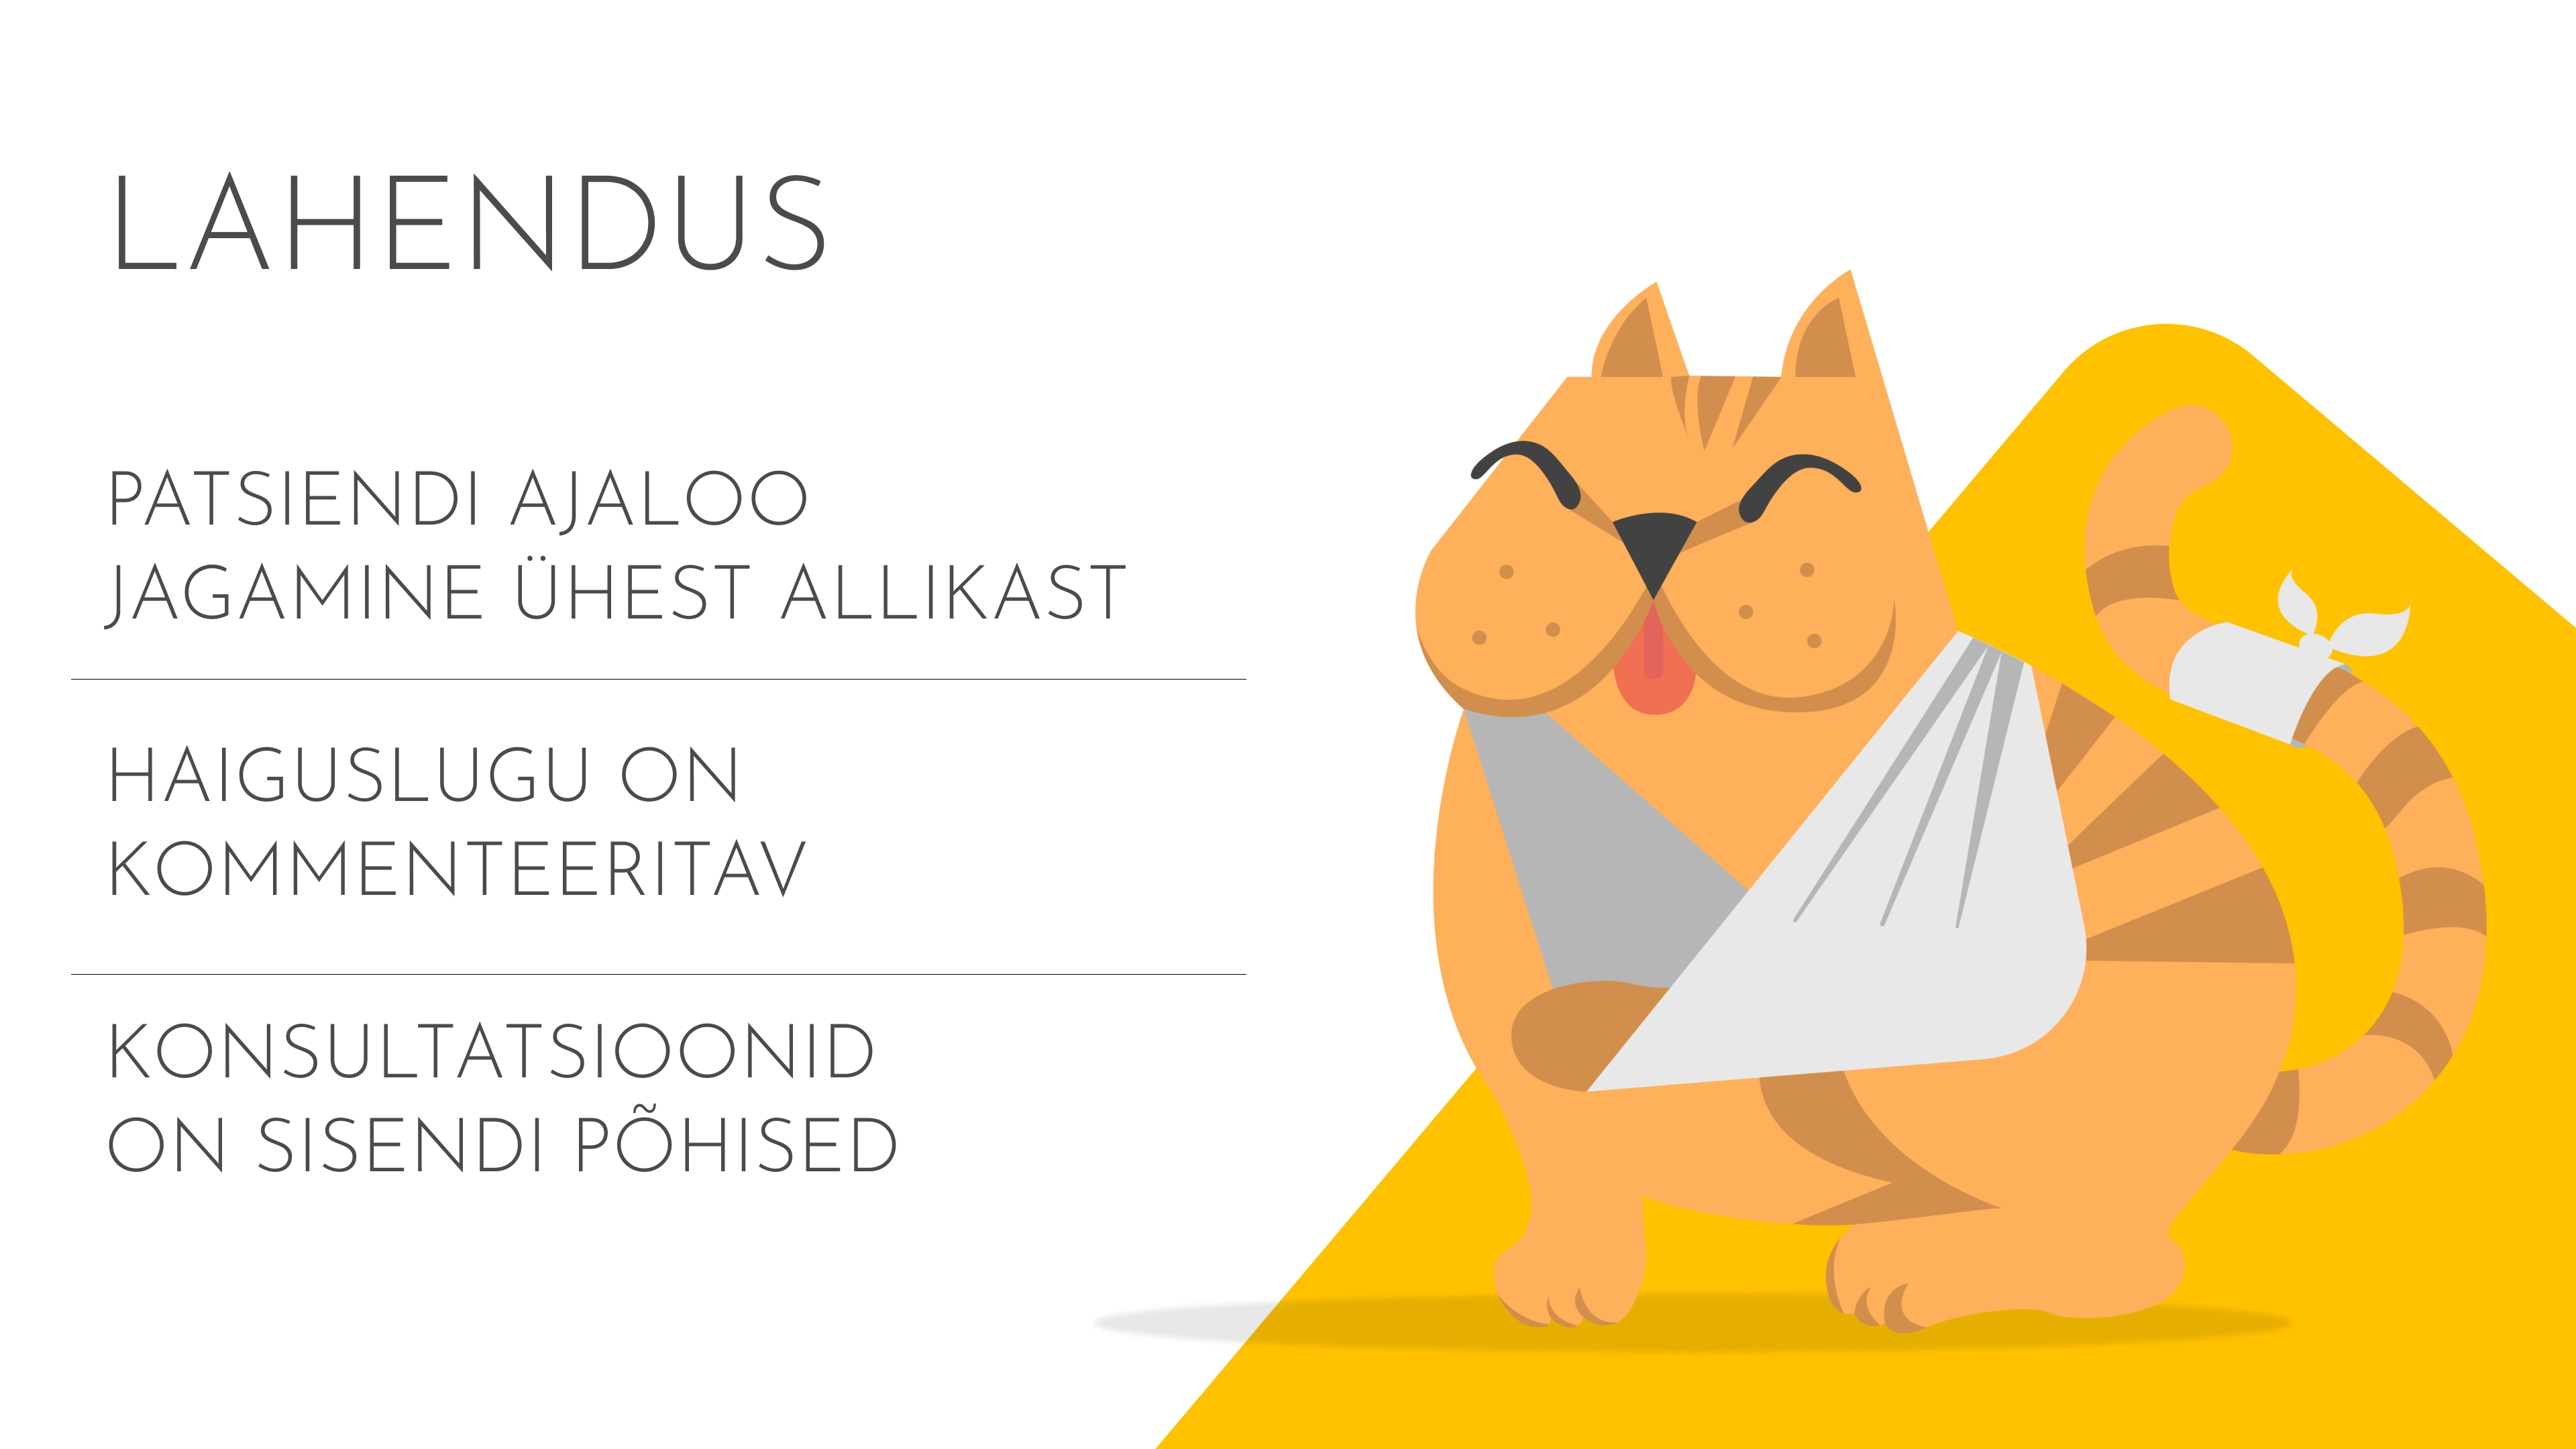 LAHENDUS
PATSIENDI AJALOO
JAGAMINE ÜHEST ALLIKAST
HAIGUSLUGU ON
KOMMENTEERITAV
KONSULTATSIOONID
ON SISENDI PÕHISED